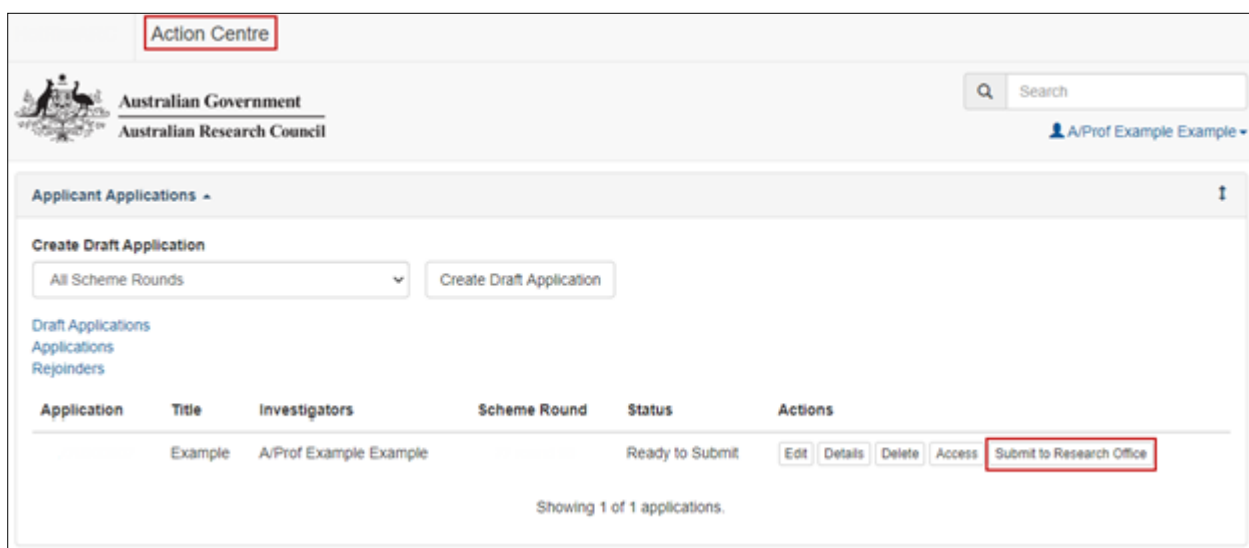 Action Centre
Australian Government
Australian Research Council
Search
A/Prof Example Example
Applicant Applications
Create Draft Application
All Scheme Rounds Create Draft Application
Draft Applications
Applications
Rejoinders
Application Title Investigators Scheme Round Status Actions
Example A/Prof Example Example Ready to Submit Edit Details Delete Access Submit to Research Office
Showing 1 of 1 applications.